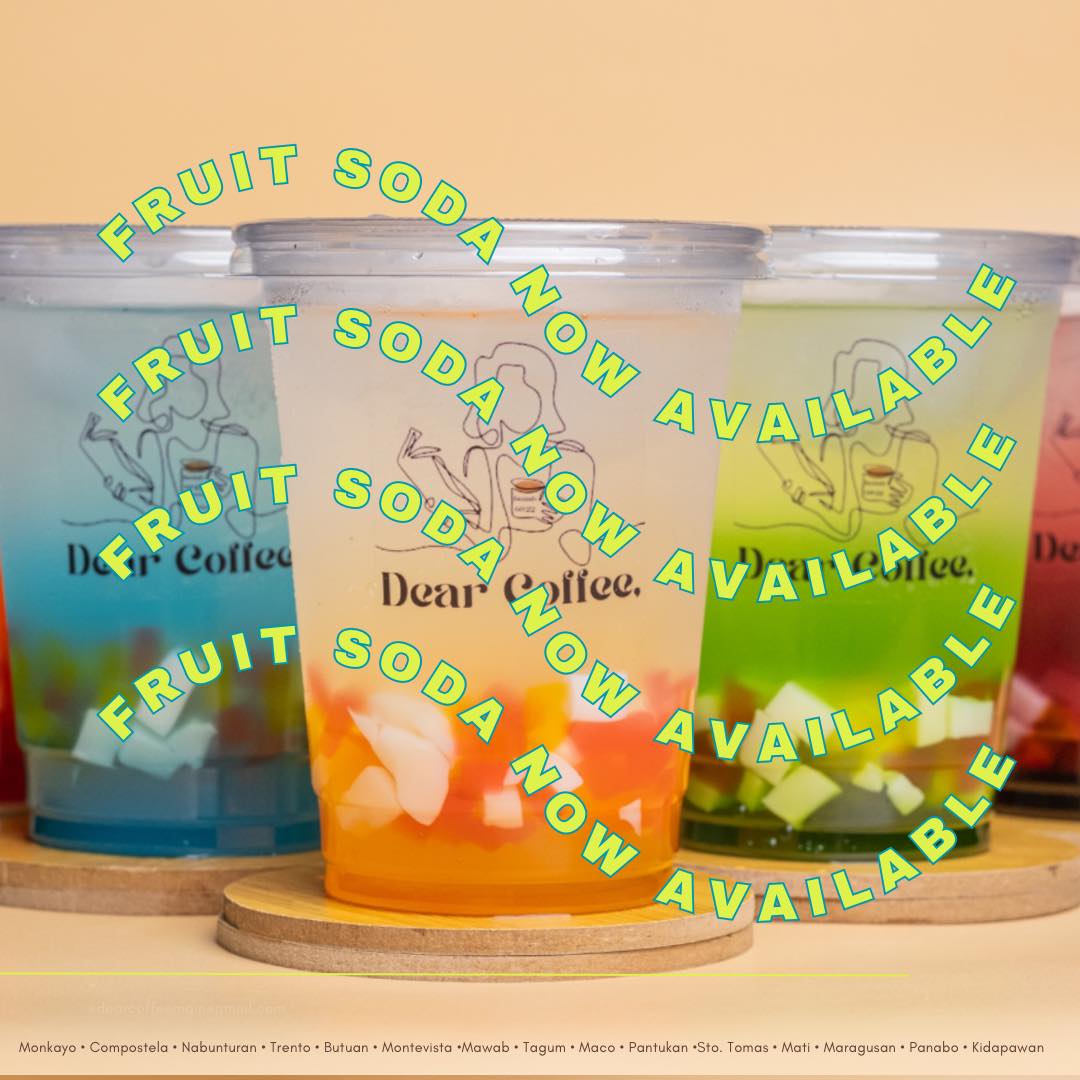 FRUIT SODA NOW AVAILABLE
FRUIT SODA NOW AVAILABLE
FRUIT SODA NOW AVAILABLE
FRUIT SODA NOW AVAILABLE
Dear Coffee
Dear Coffee.
Dear Coffee.
De
Monkayo • Compostela • Nabunturan • Trento • Butuan • Montevista •Mawab • Tagum • Maco • Pantukan •Sto. Tomas • Mati • Maragusan • Panabo • Kidapawan